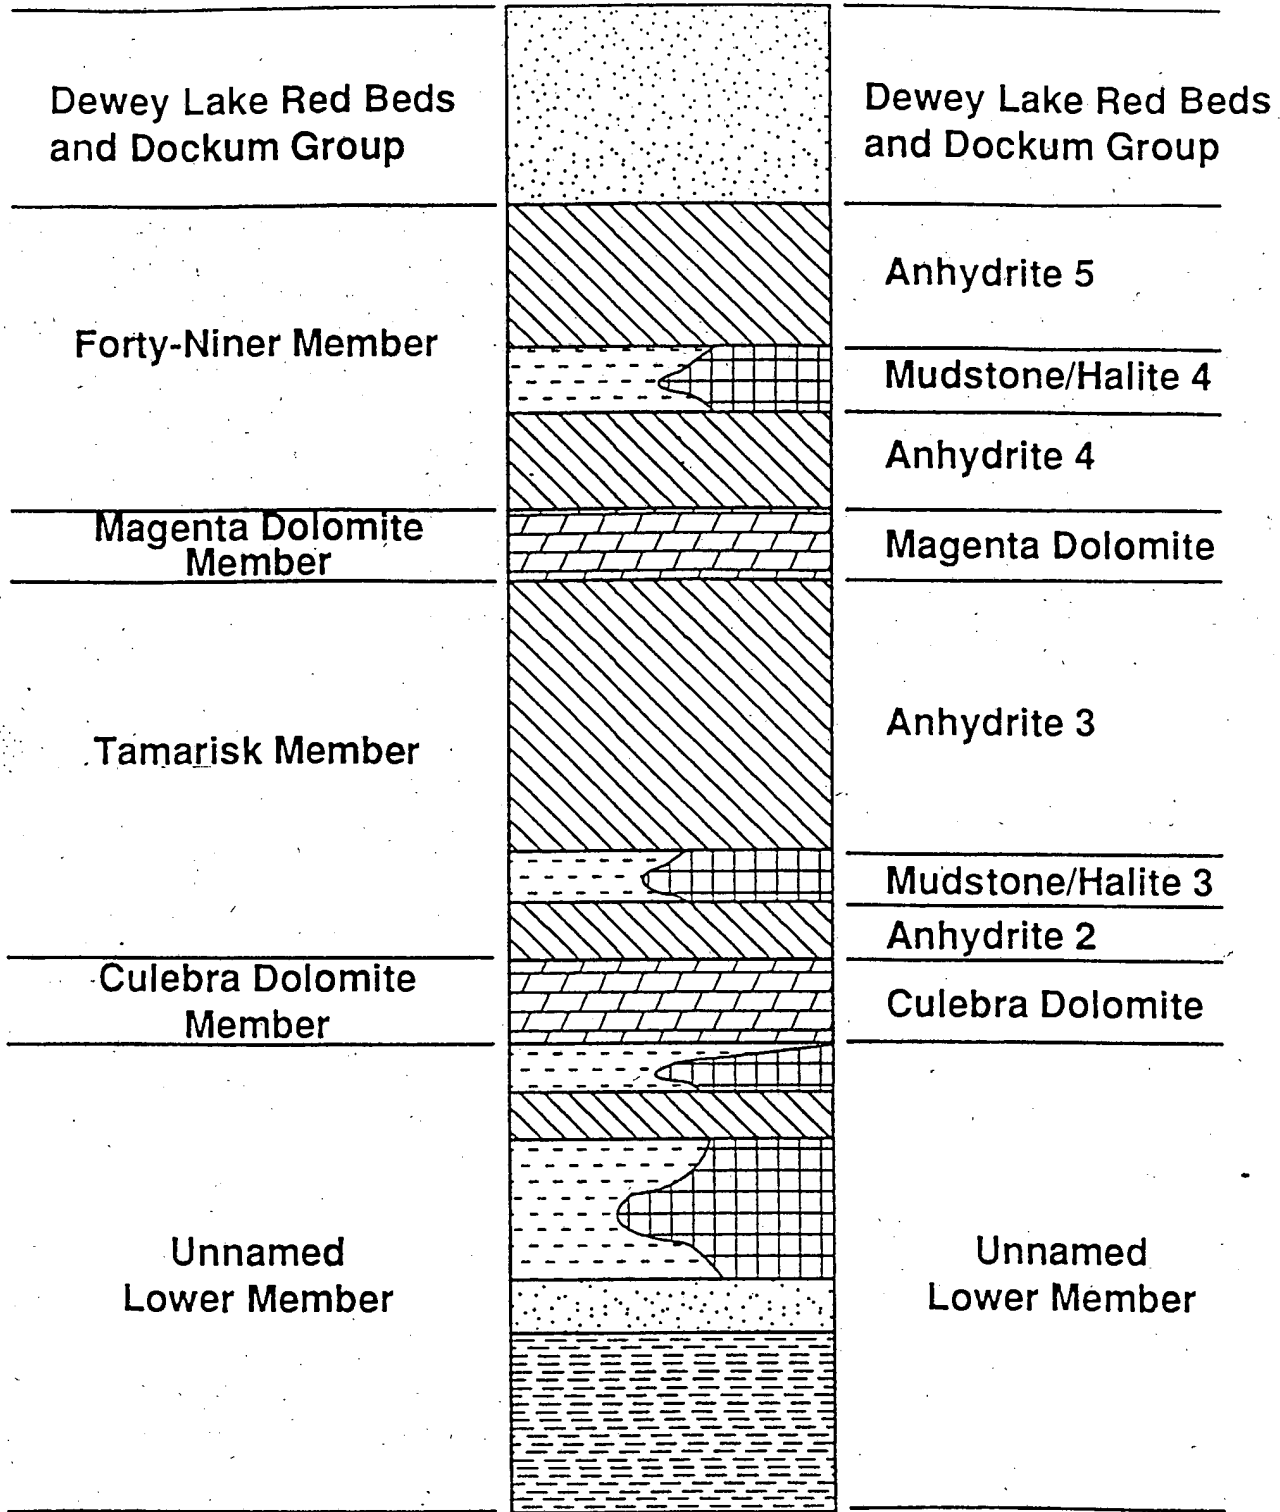 Dewey Lake Red Beds
and Dockum Group
Forty-Niner Member
Magenta Dolomite
Member
Tamarisk Member
Culebra Dolomite
Member
Unnamed
Lower Member
Dewey Lake Red Beds
and Dockum Group
Anhydrite 5
Mudstone/Halite 4
Anhydrite 4
Magenta Dolomite
Anhydrite 3
Mudstone/Halite 3
Anhydrite 2
Culebra Dolomite
Unnamed
Lower Member